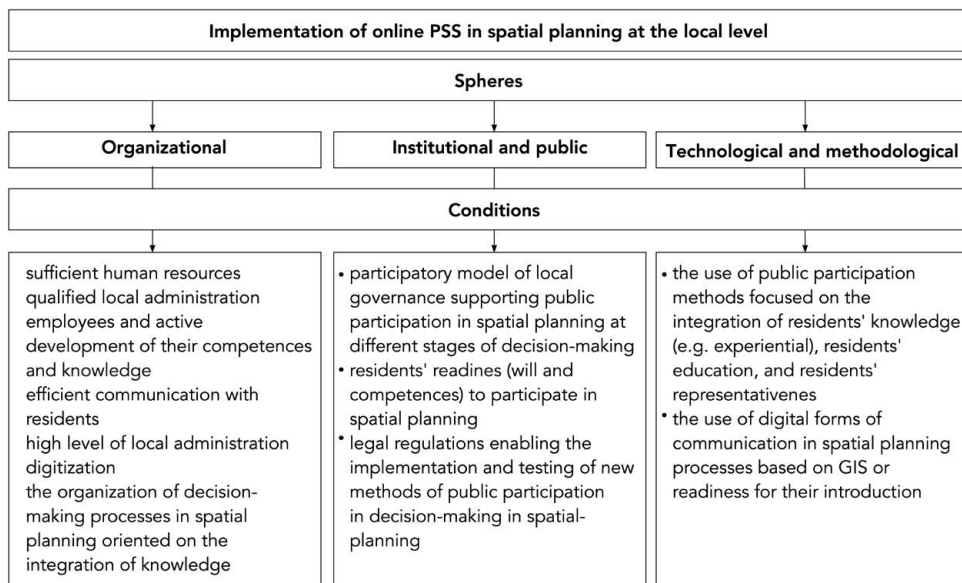 Implementation of online PSS in spatial planning at the local level
Spheres
Organizational
Institutional and public
Technological and methodological
Conditions
sufficient human resources
qualified local administration
employees and active
development of their competences
and knowledge
efficient communication with
residents
high level of local administration
digitization
the organization of decision-
making processes in spatial
planning oriented on the
integration of knowledge
• participatory model of local
governance supporting public
participation in spatial planning at
different stages of decision-making
• residents' readines (will and
competences) to participate in
spatial planning
• legal regulations enabling the
implementation and testing of new
methods of public participation
in decision-making in spatial-
planning
• the use of public participation
methods focused on the
integration of residents' knowledge
(e.g. experiential), residents'
education, and residents'
representativenes
• the use of digital forms of
communication in spatial planning
processes based on GIS or
readiness for their introduction